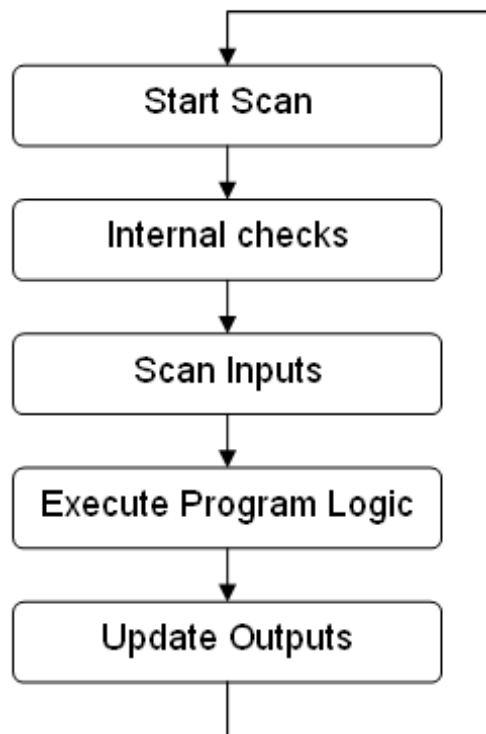 Start Scan
Internal checks
Scan Inputs
Execute Program Logic
Update Outputs